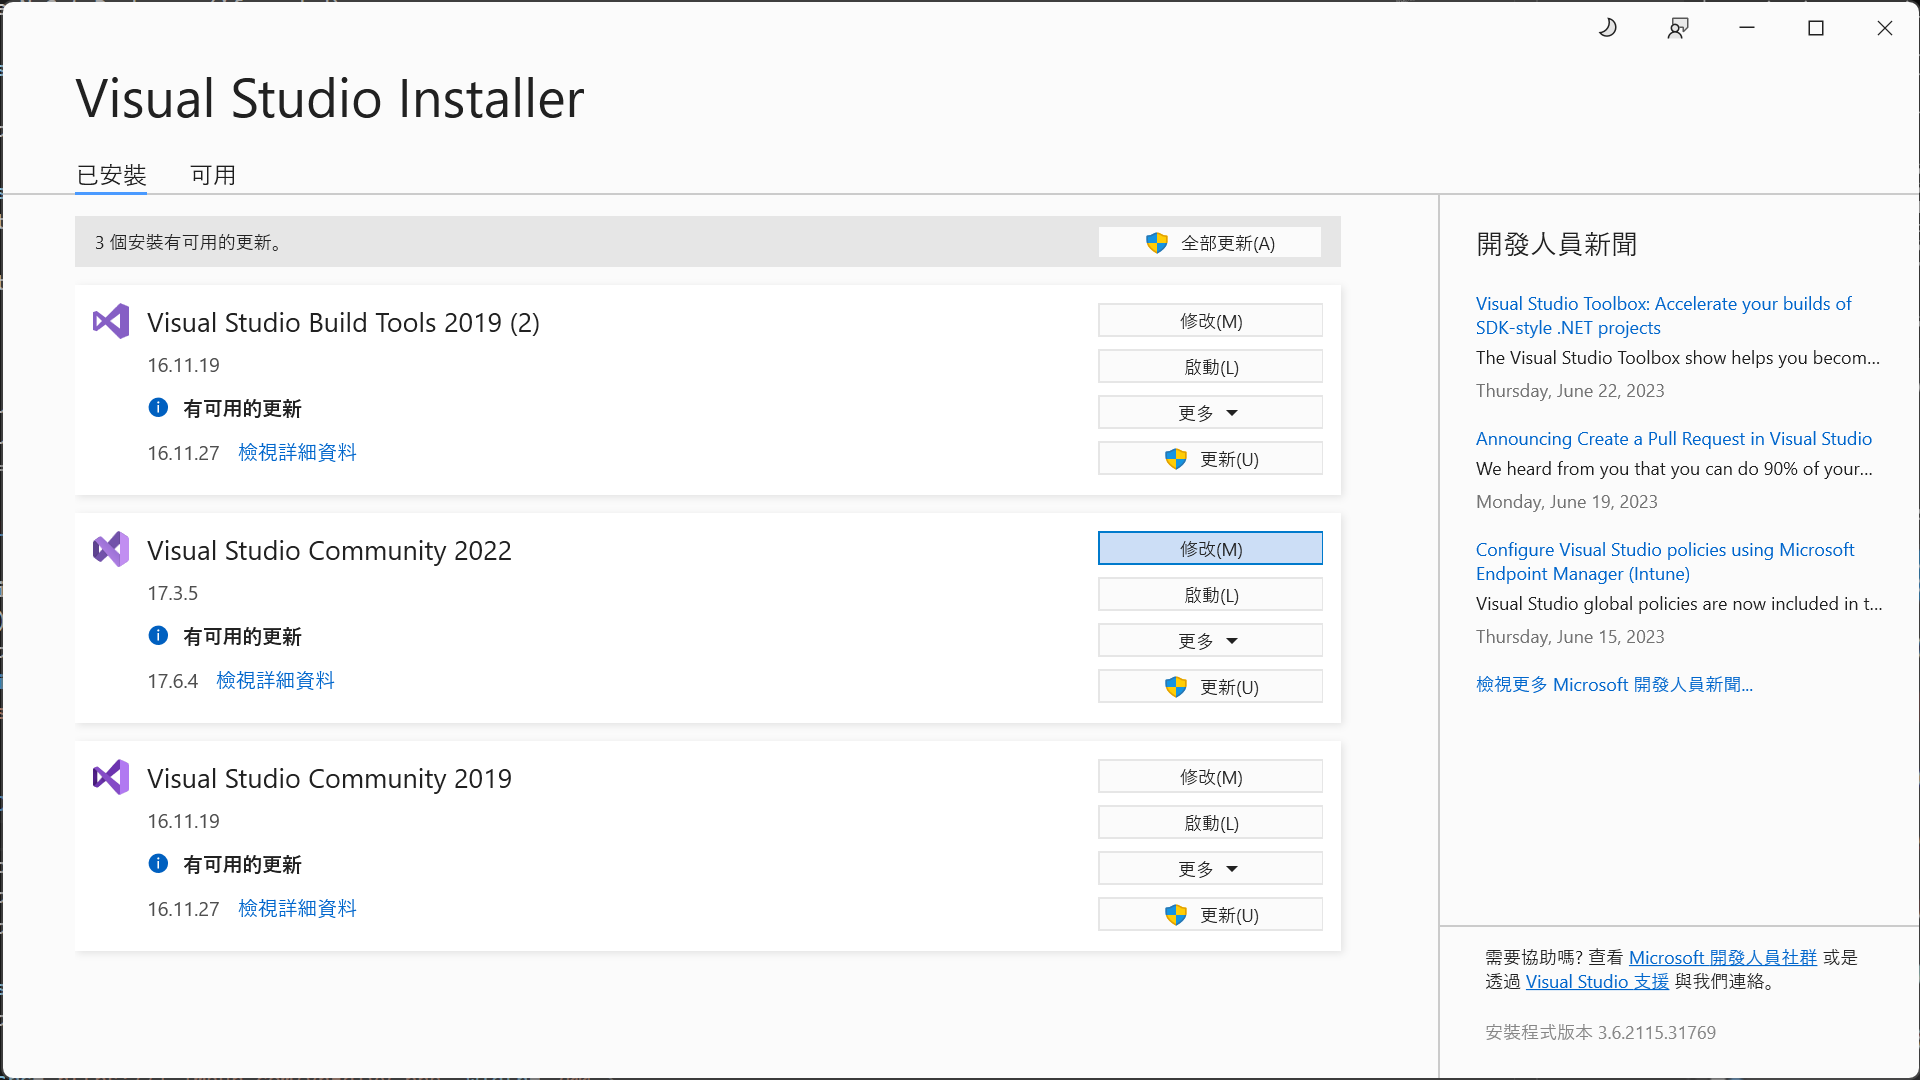 Visual Studio Installer
已安裝 可用
3 個安裝有可用的更新。
全部更新(A)
Visual Studio Build Tools 2019 (2)
16.11.19
有可用的更新
16.11.27 檢視詳細資料
修改(M)
啟動(L)
更多
更新(U)
Visual Studio Community 2022
17.3.5
有可用的更新
17.6.4 檢視詳細資料
修改(M)
啟動(L)
更多
更新(U)
Visual Studio Community 2019
16.11.19
有可用的更新
16.11.27 檢視詳細資料
修改(M)
啟動(L)
更多
更新(U)
開發人員新聞
Visual Studio Toolbox: Accelerate your builds of
SDK-style .NET projects
The Visual Studio Toolbox show helps you becom...
Thursday, June 22, 2023
Announcing Create a Pull Request in Visual Studio
We heard from you that you can do 90% of your...
Monday, June 19, 2023
Configure Visual Studio policies using Microsoft
Endpoint Manager (Intune)
Visual Studio global policies are now included in t...
Thursday, June 15, 2023
檢視更多 Microsoft 開發人員新聞...
需要協助嗎? 查看 Microsoft 開發人員社群 或是
透過 Visual Studio 支援 與我們連絡。
安裝程式版本 3.6.2115.31769